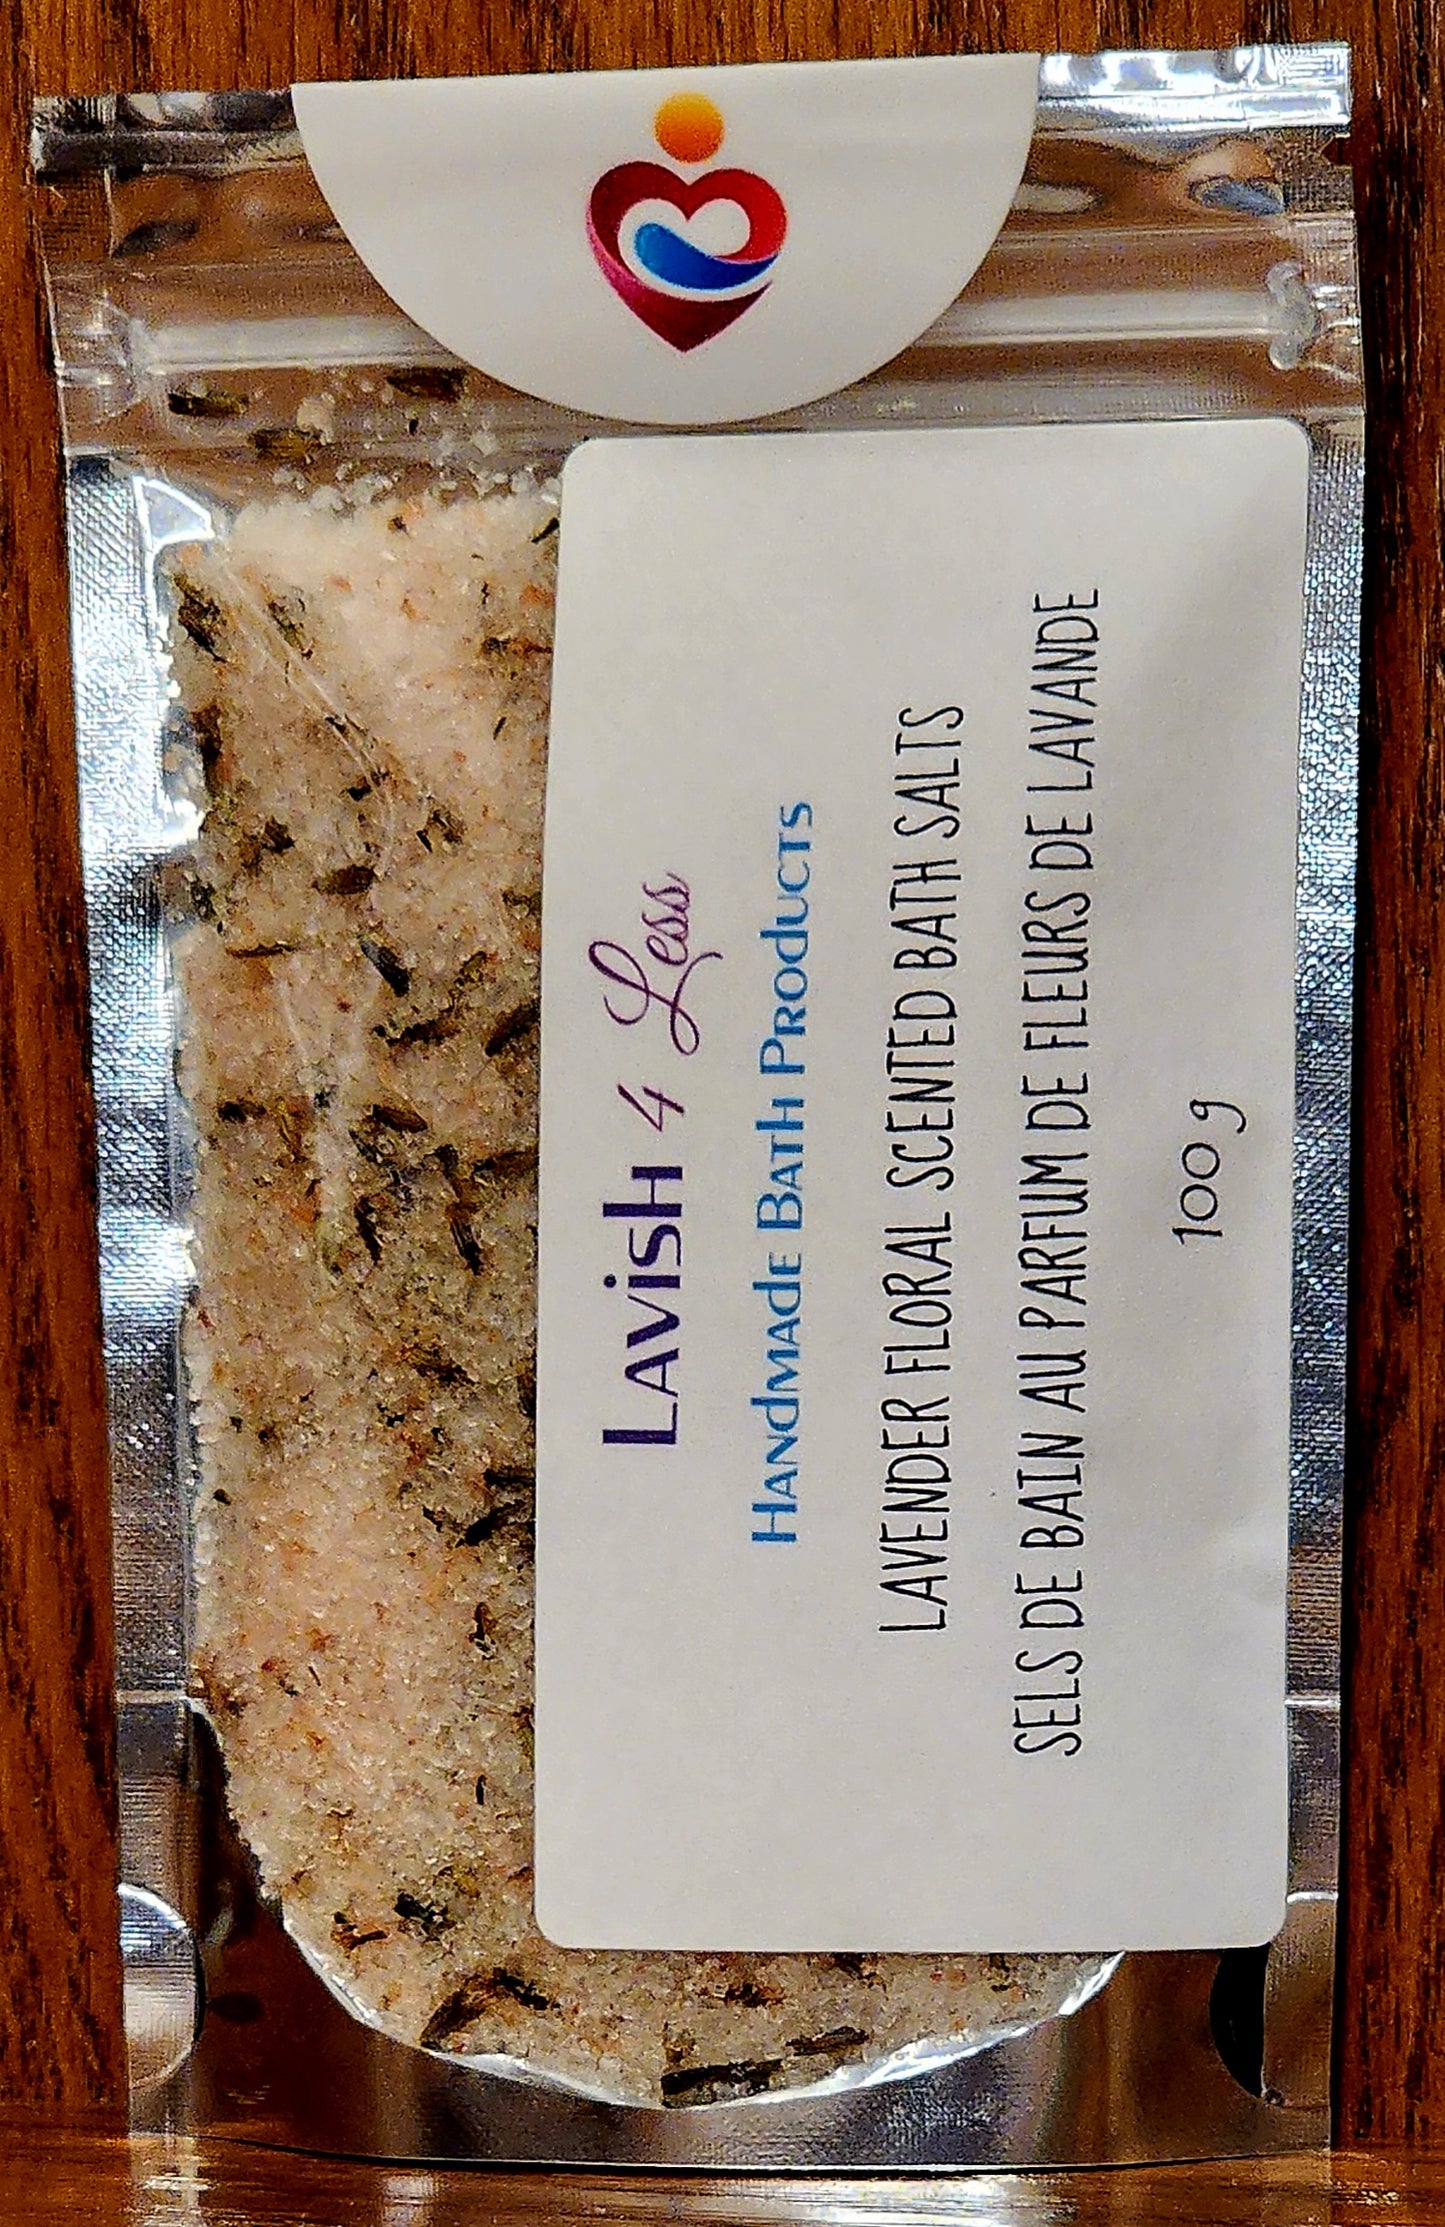 Lavish 4 Less
Handmade Bath Products
LAVENDER FLORAL SCENTED BATH SALTS
SELS DE BAIN AU PARFUM DE FLEURS DE LAVANDE
100 g